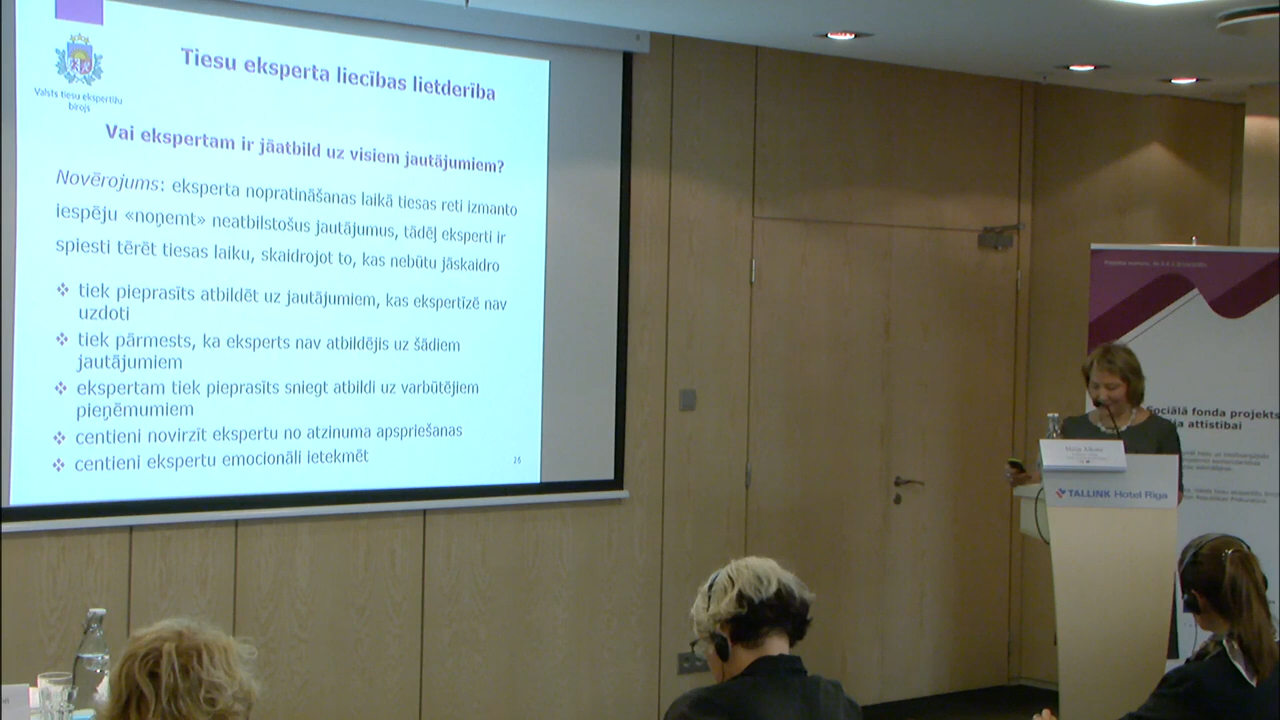 Tiesu eksperta liecības lietderība
Valsts tiesu ekspertīžu
birojs
Vai ekspertam ir jāatbild uz visiem jautājumiem?
Novērojums: eksperta nopratināšanas laikā tiesas reti izmanto
iespēju «noņemt» neatbilstošus jautājumus, tādēļ eksperti ir
spiesti tērēt tiesas laiku, skaidrojot to, kas nebūtu jāskaidro
❖ tiek pieprasīts atbildēt uz jautājumiem, kas ekspertīzē nav
uzdoti
❖ tiek pārmests, ka eksperts nav atbildējis uz šādiem
jautājumiem
❖ ekspertam tiek pieprasīts sniegt atbildi uz varbūtējiem
pieņēmumiem
❖ centieni novirzīt ekspertu no atzinuma apspriešanas
❖ centieni ekspertu emocionāli ietekmēt
26
Sociālā fonda projekts
attīstībai
TALLINK Hotel Riga